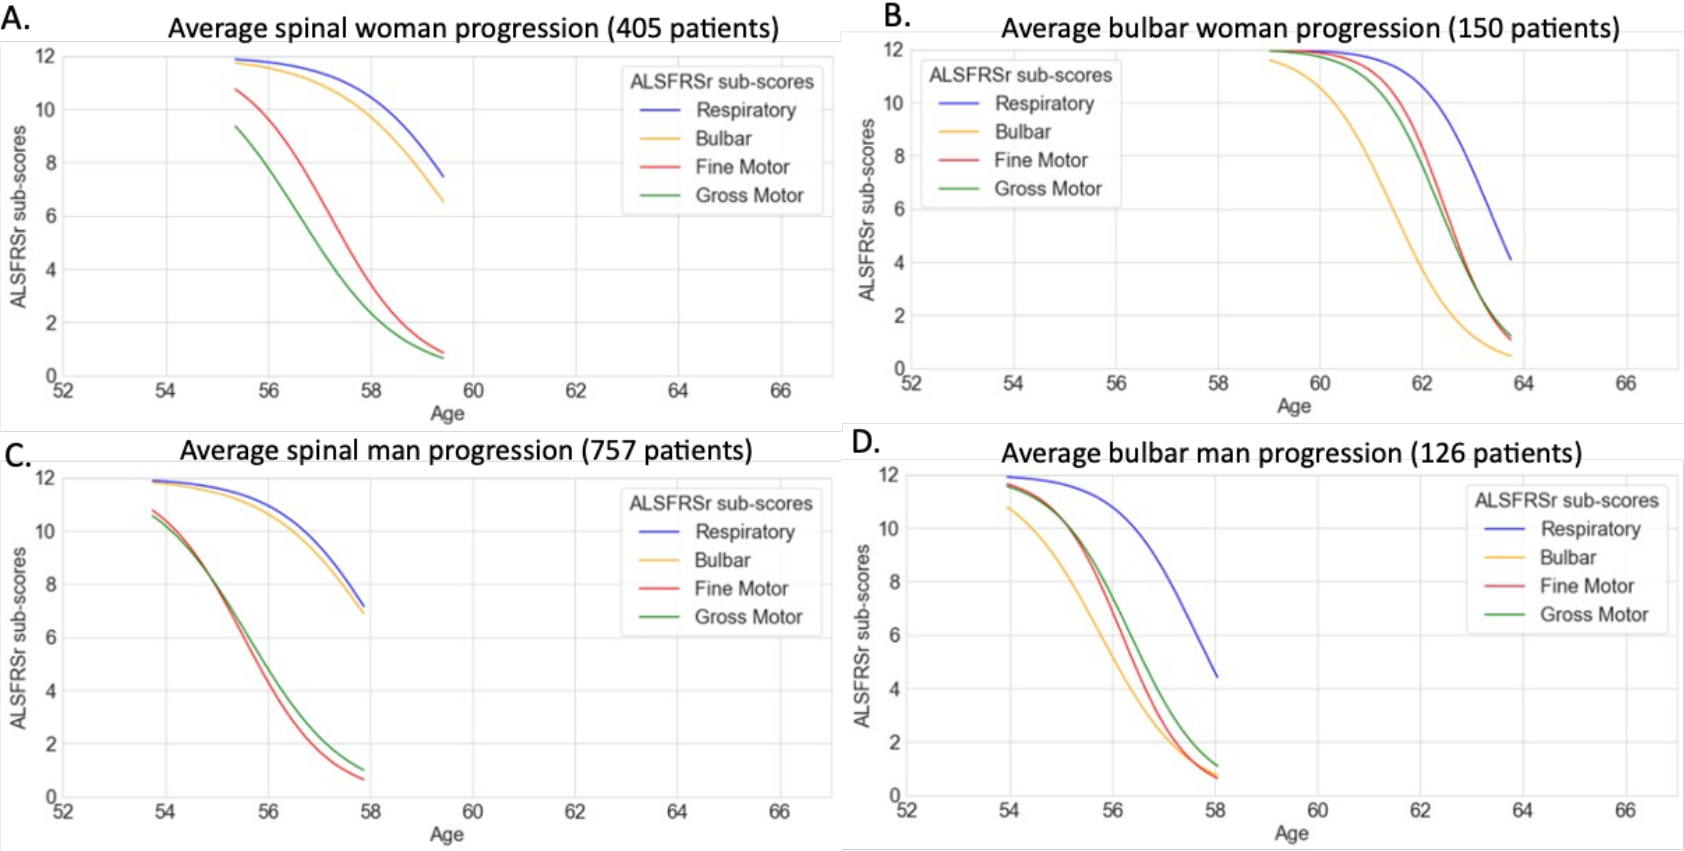 A.
Average spinal woman progression (405 patients)
ALSFRSr sub-scores
12
10
8
6
4
2
0
ALSFRSr sub-scores
Respiratory
Bulbar
Fine Motor
Gross Motor
52 54 56 58 60 62 64 66
Age
B.
Average bulbar woman progression (150 patients)
ALSFRSr sub-scores
12
10
8
6
4
2
0
ALSFRSr sub-scores
Respiratory
Bulbar
Fine Motor
Gross Motor
52 54 56 58 60 62 64 66
Age
C.
Average spinal man progression (757 patients)
ALSFRSr sub-scores
12
10
8
6
4
2
0
ALSFRSr sub-scores
Respiratory
Bulbar
Fine Motor
Gross Motor
52 54 56 58 60 62 64 66
Age
D.
Average bulbar man progression (126 patients)
ALSFRSr sub-scores
12
10
8
6
4
2
0
ALSFRSr sub-scores
Respiratory
Bulbar
Fine Motor
Gross Motor
52 54 56 58 60 62 64 66
Age